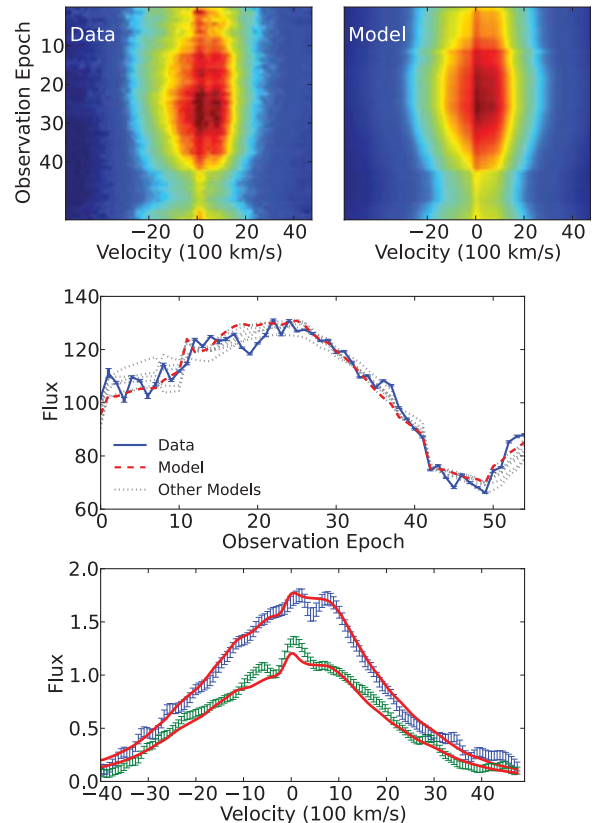 Data
Model
Observation Epoch
0
10
20
30
40
−20 0 20 40
−20 0 20 40
Velocity (100 km/s)
Velocity (100 km/s)
Flux
140
120
100
80
60
Data
Model
Other Models
0 10 20 30 40 50
Observation Epoch
Flux
2.0
1.5
1.0
0.5
0.0
−40 −30 −20 −10 0 10 20 30 40
Velocity (100 km/s)